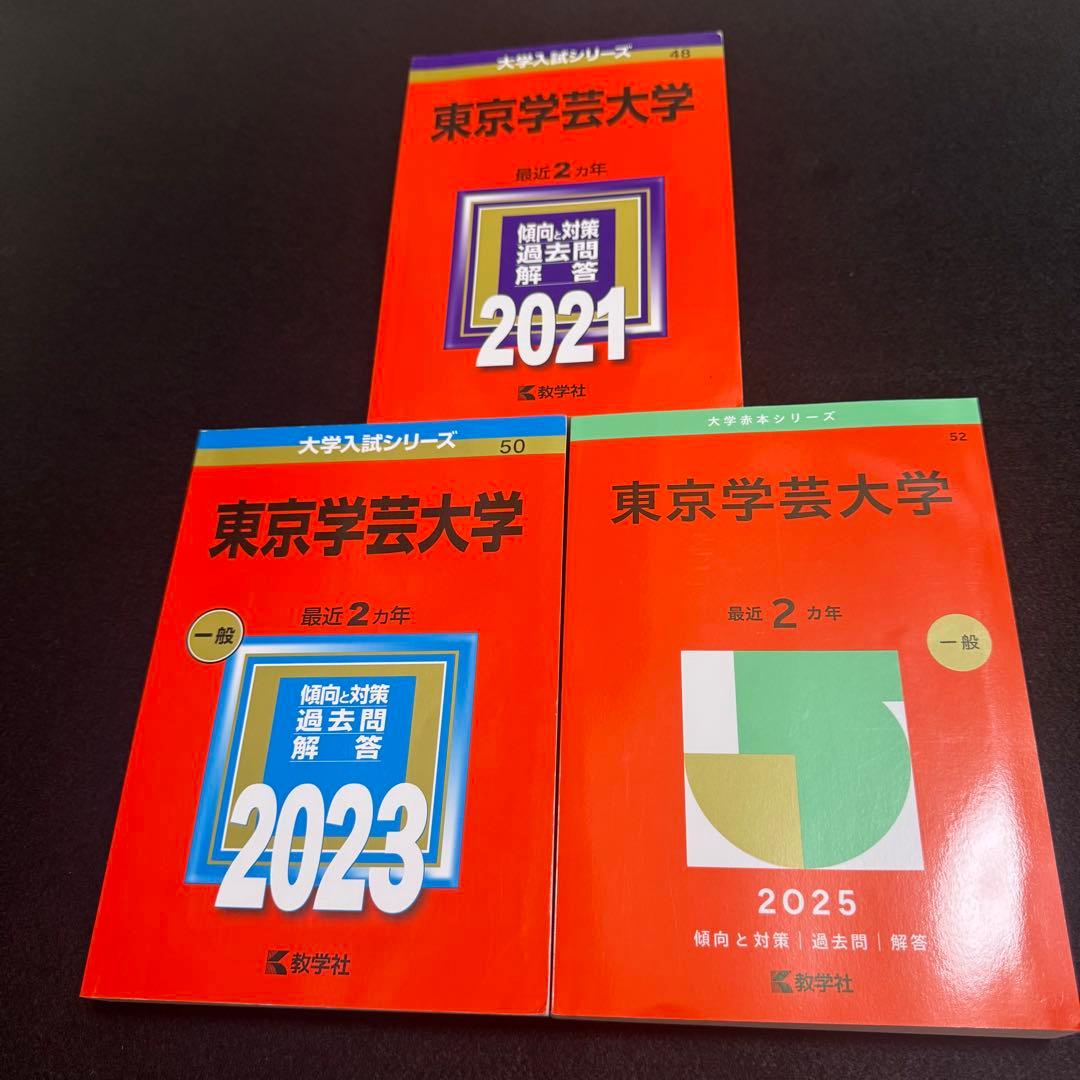 大学入試シリーズ
48
東京学芸大学
最近2ヵ年
傾向と対策
過去問
解答
2021
教学社
大学入試シリーズ
50
東京学芸大学
最近2ヵ年
一般
傾向と対策
過去問
解答
2023
教学社
大学赤本シリーズ
52
東京学芸大学
最近2ヵ年
一般
2025
傾向と対策|過去問|解答
教学社